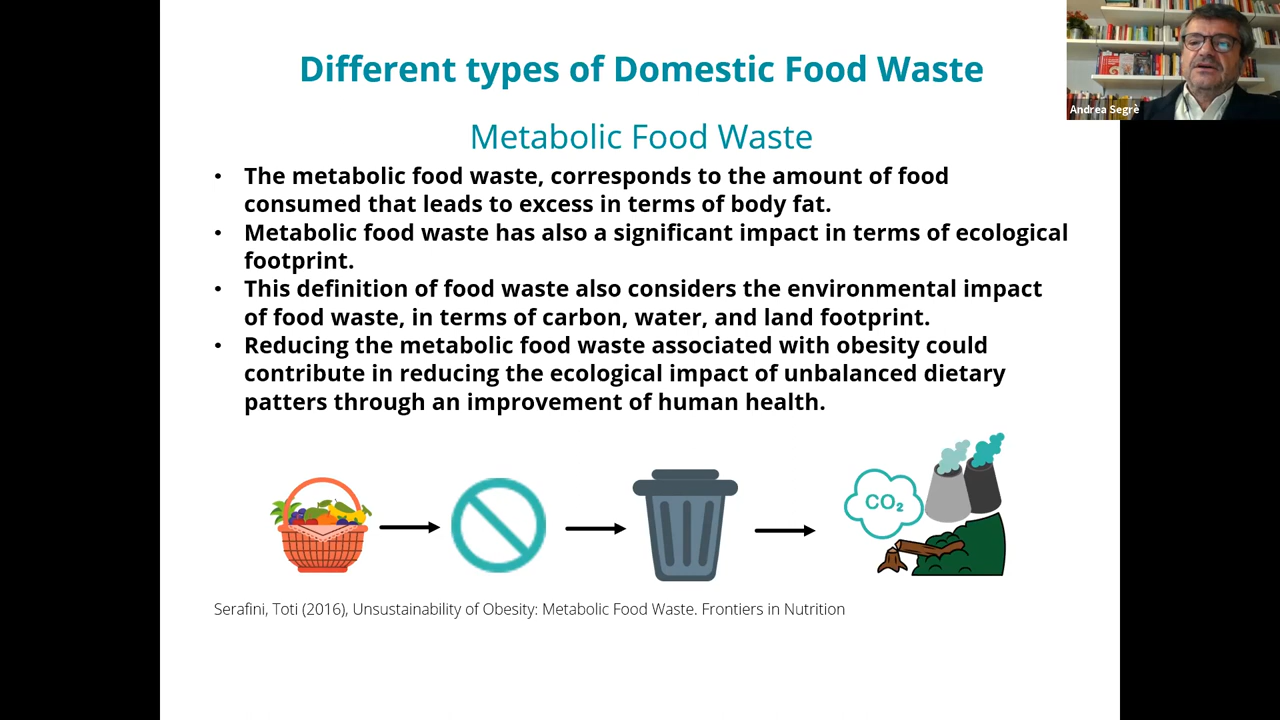 Different types of Domestic Food Waste
Andrea Segrè
Metabolic Food Waste
• The metabolic food waste, corresponds to the amount of food
consumed that leads to excess in terms of body fat.
• Metabolic food waste has also a significant impact in terms of ecological
footprint.
• This definition of food waste also considers the environmental impact
of food waste, in terms of carbon, water, and land footprint.
• Reducing the metabolic food waste associated with obesity could
contribute in reducing the ecological impact of unbalanced dietary
patters through an improvement of human health.
CO₂
Serafini, Toti (2016), Unsustainability of Obesity: Metabolic Food Waste. Frontiers in Nutrition